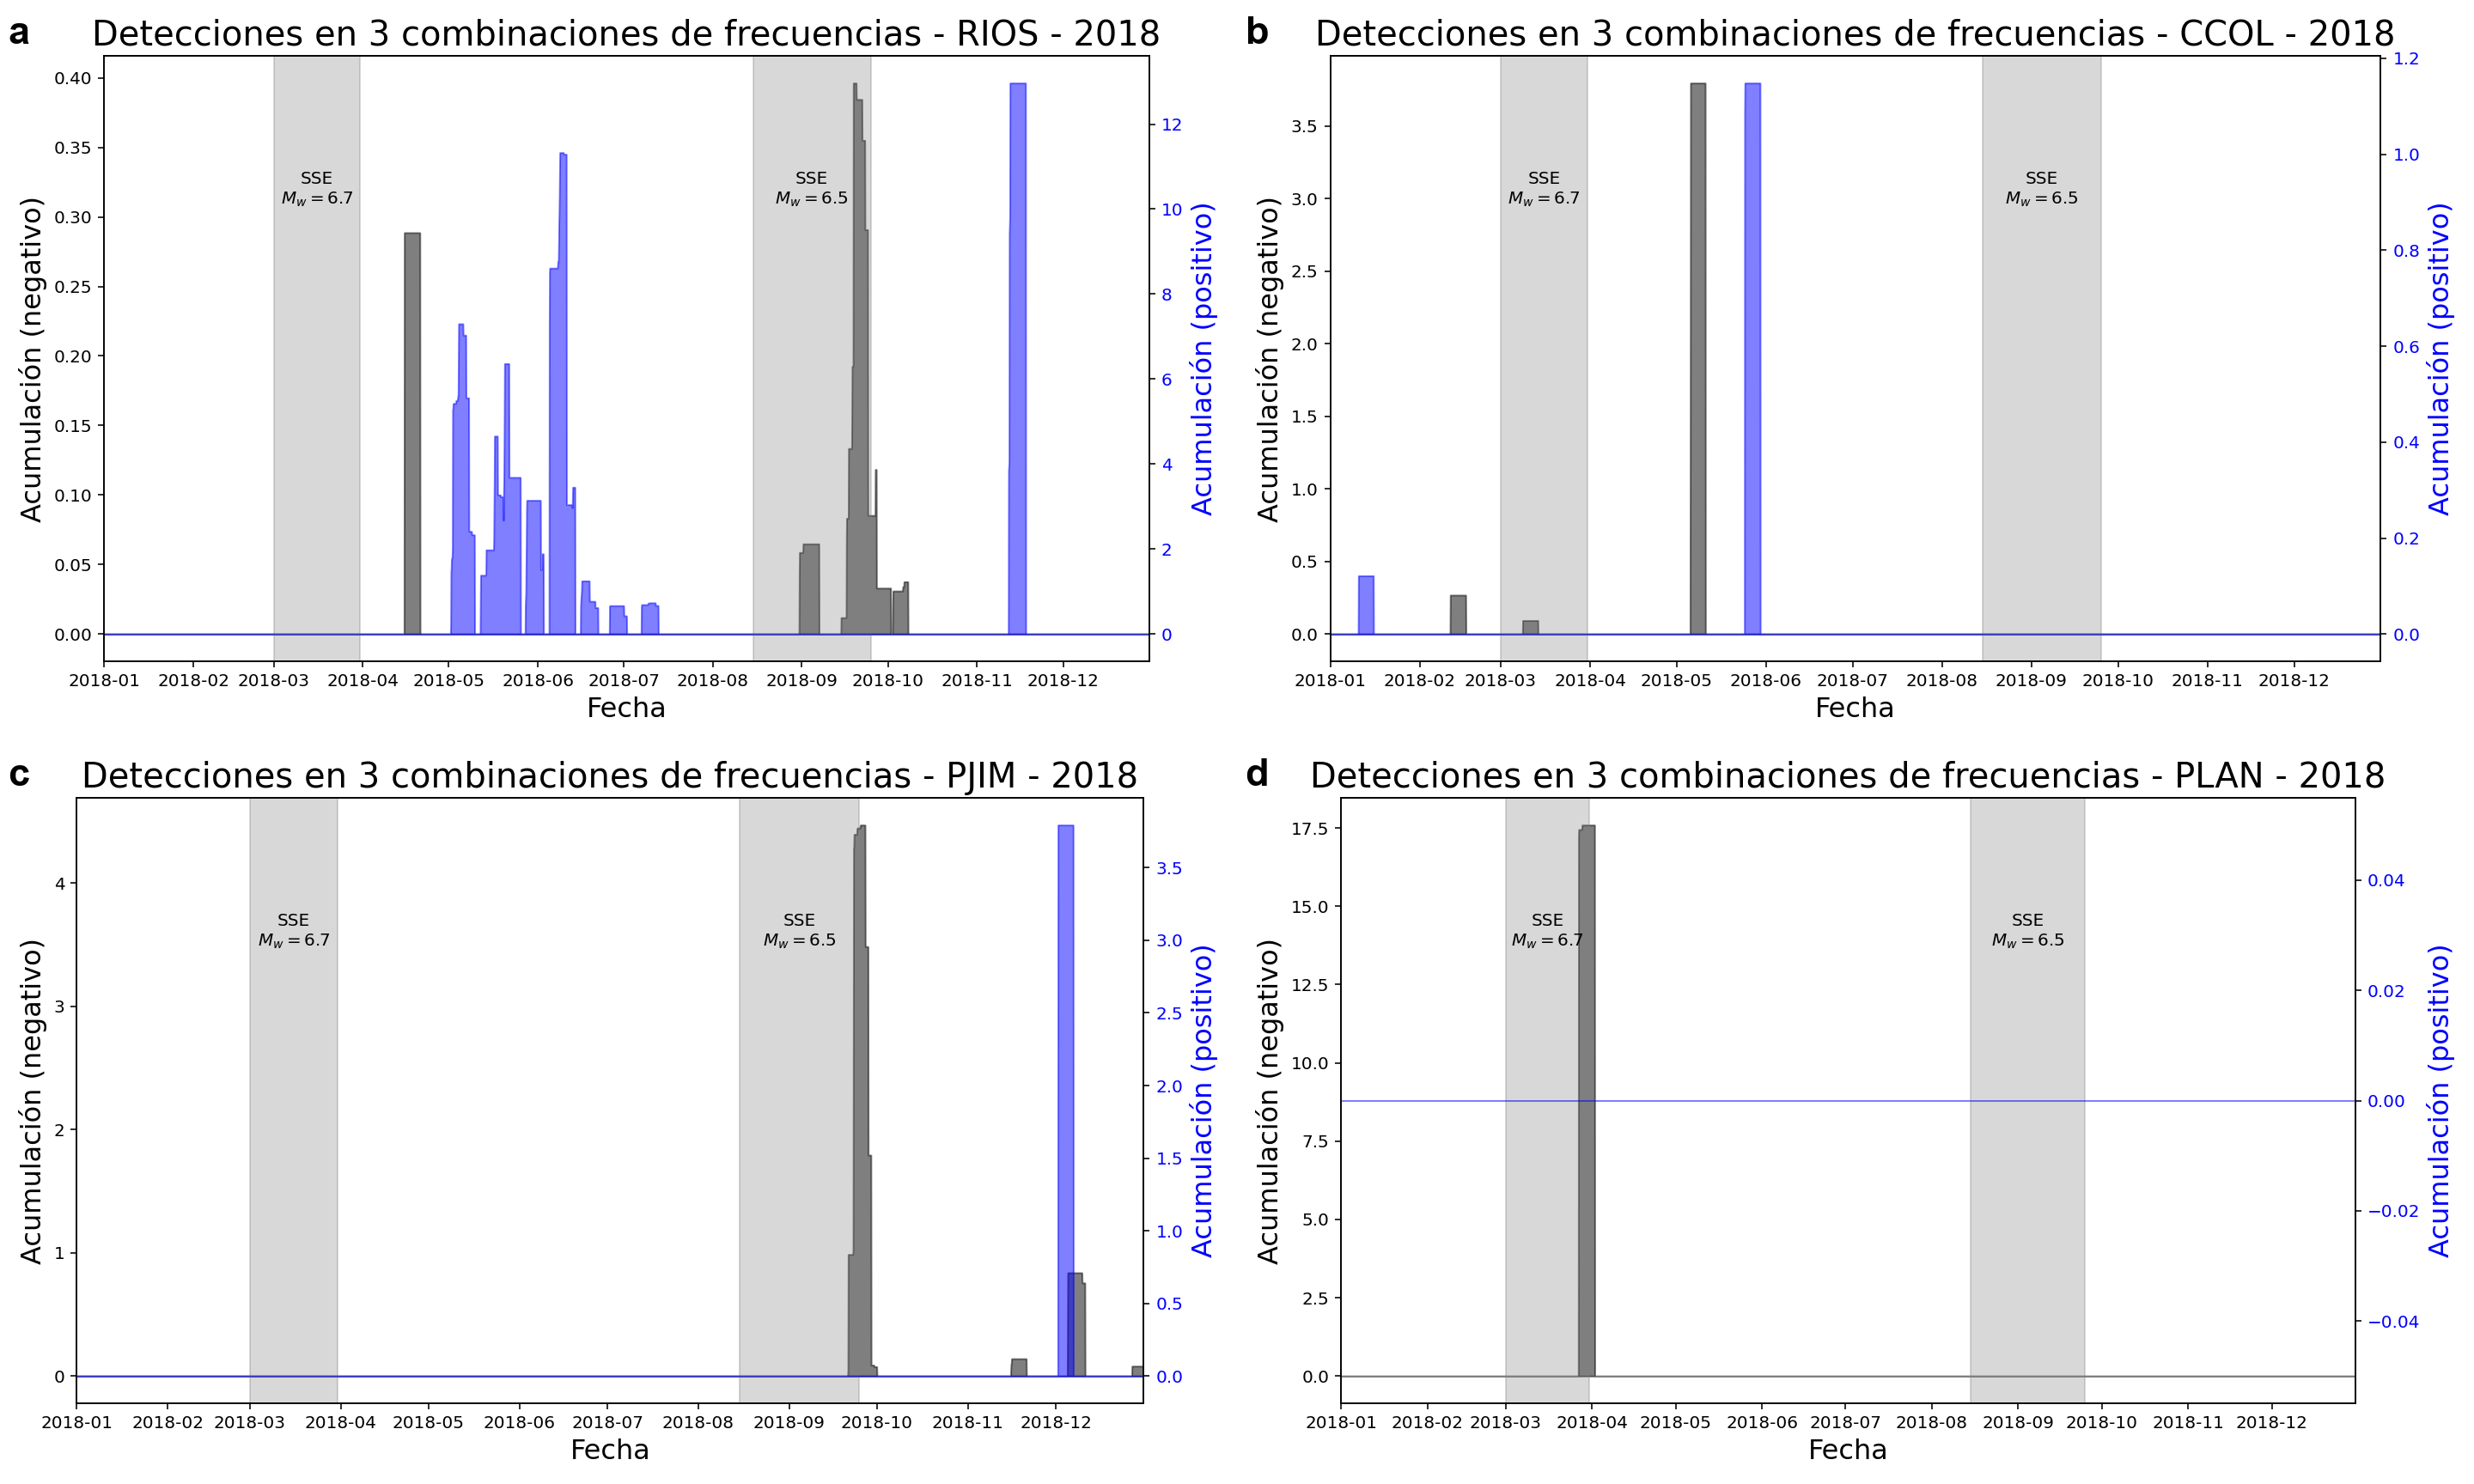 a
Detecciones en 3 combinaciones de frecuencias - RIOS - 2018
Acumulación (negativo)
0.40
0.35
0.30
0.25
0.20
0.15
0.10
0.05
0.00
SSE
Mw = 6.7
SSE
Mw = 6.5
12
10
8
6
4
2
0
Acumulación (positivo)
2018-01 2018-02 2018-03 2018-04 2018-05 2018-06 2018-07 2018-08 2018-09 2018-10 2018-11 2018-12
Fecha
b
Detecciones en 3 combinaciones de frecuencias - CCOL - 2018
Acumulación (negativo)
3.5
3.0
2.5
2.0
1.5
1.0
0.5
0.0
SSE
Mw = 6.7
SSE
Mw = 6.5
1.2
1.0
0.8
0.6
0.4
0.2
0.0
Acumulación (positivo)
2018-01 2018-02 2018-03 2018-04 2018-05 2018-06 2018-07 2018-08 2018-09 2018-10 2018-11 2018-12
Fecha
c
Detecciones en 3 combinaciones de frecuencias - PJIM - 2018
Acumulación (negativo)
4
3
2
1
0
SSE
Mw = 6.7
SSE
Mw = 6.5
3.5
3.0
2.5
2.0
1.5
1.0
0.5
0.0
Acumulación (positivo)
2018-01 2018-02 2018-03 2018-04 2018-05 2018-06 2018-07 2018-08 2018-09 2018-10 2018-11 2018-12
Fecha
d
Detecciones en 3 combinaciones de frecuencias - PLAN - 2018
Acumulación (negativo)
17.5
15.0
12.5
10.0
7.5
5.0
2.5
0.0
SSE
Mw = 6.7
SSE
Mw = 6.5
0.04
0.02
0.00
−0.02
−0.04
Acumulación (positivo)
2018-01 2018-02 2018-03 2018-04 2018-05 2018-06 2018-07 2018-08 2018-09 2018-10 2018-11 2018-12
Fecha